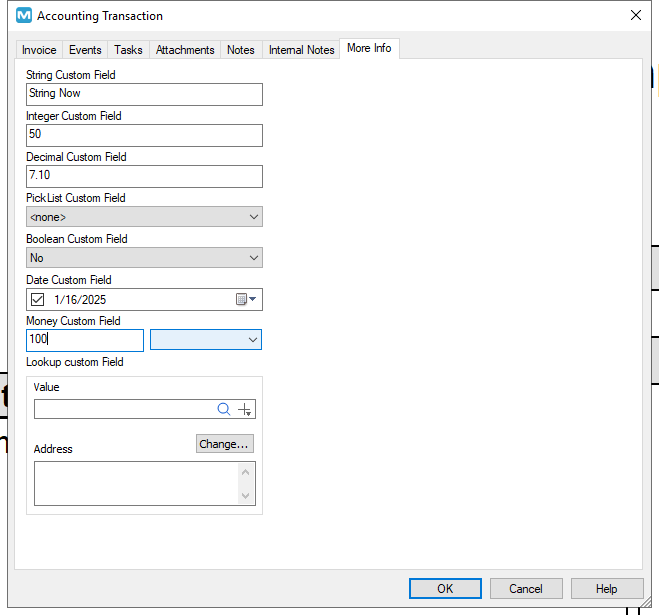 M Accounting Transaction
Invoice Events Tasks Attachments Notes Internal Notes More Info
String Custom Field
String Now
Integer Custom Field
50
Decimal Custom Field
7.10
PickList Custom Field
<none>
Boolean Custom Field
No
Date Custom Field
1/16/2025
Money Custom Field
100
Lookup custom Field
Value
Address Change...
OK Cancel Help